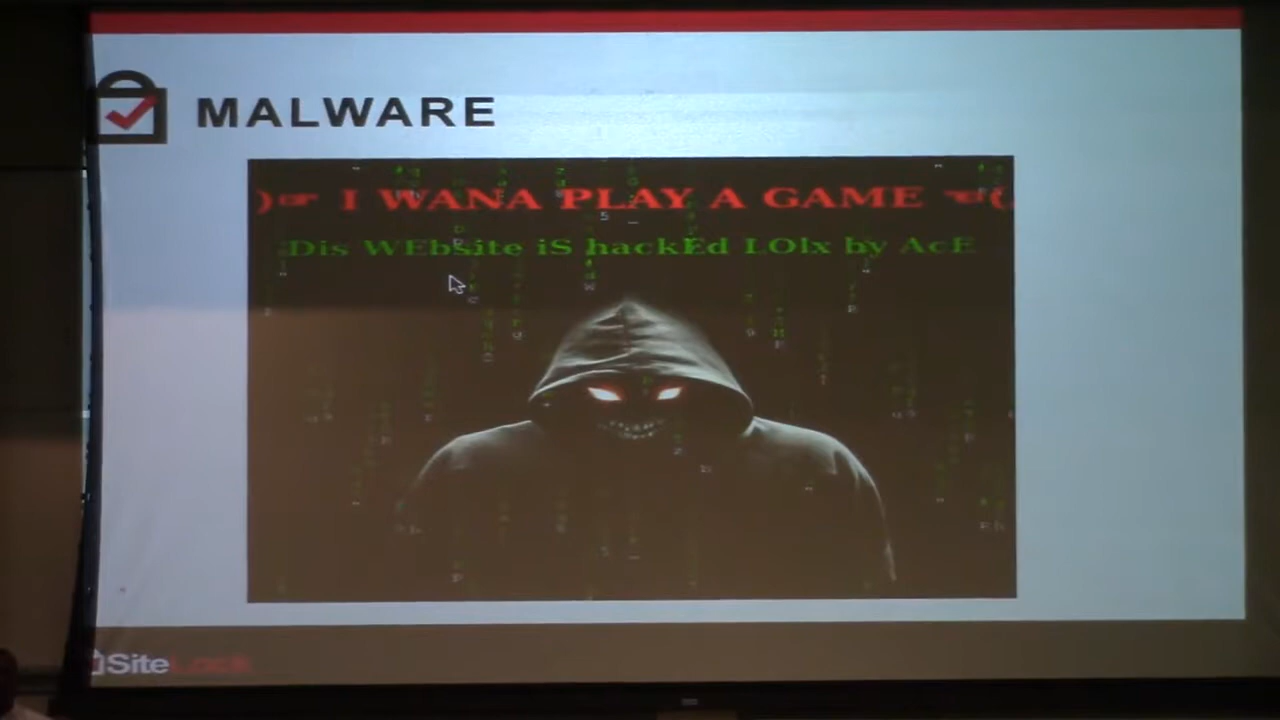 MALWARE
)☞ I WANA PLAY A GAME ☜(
Dis WEbsite iS hackEd LOlx by AcE
SiteLock